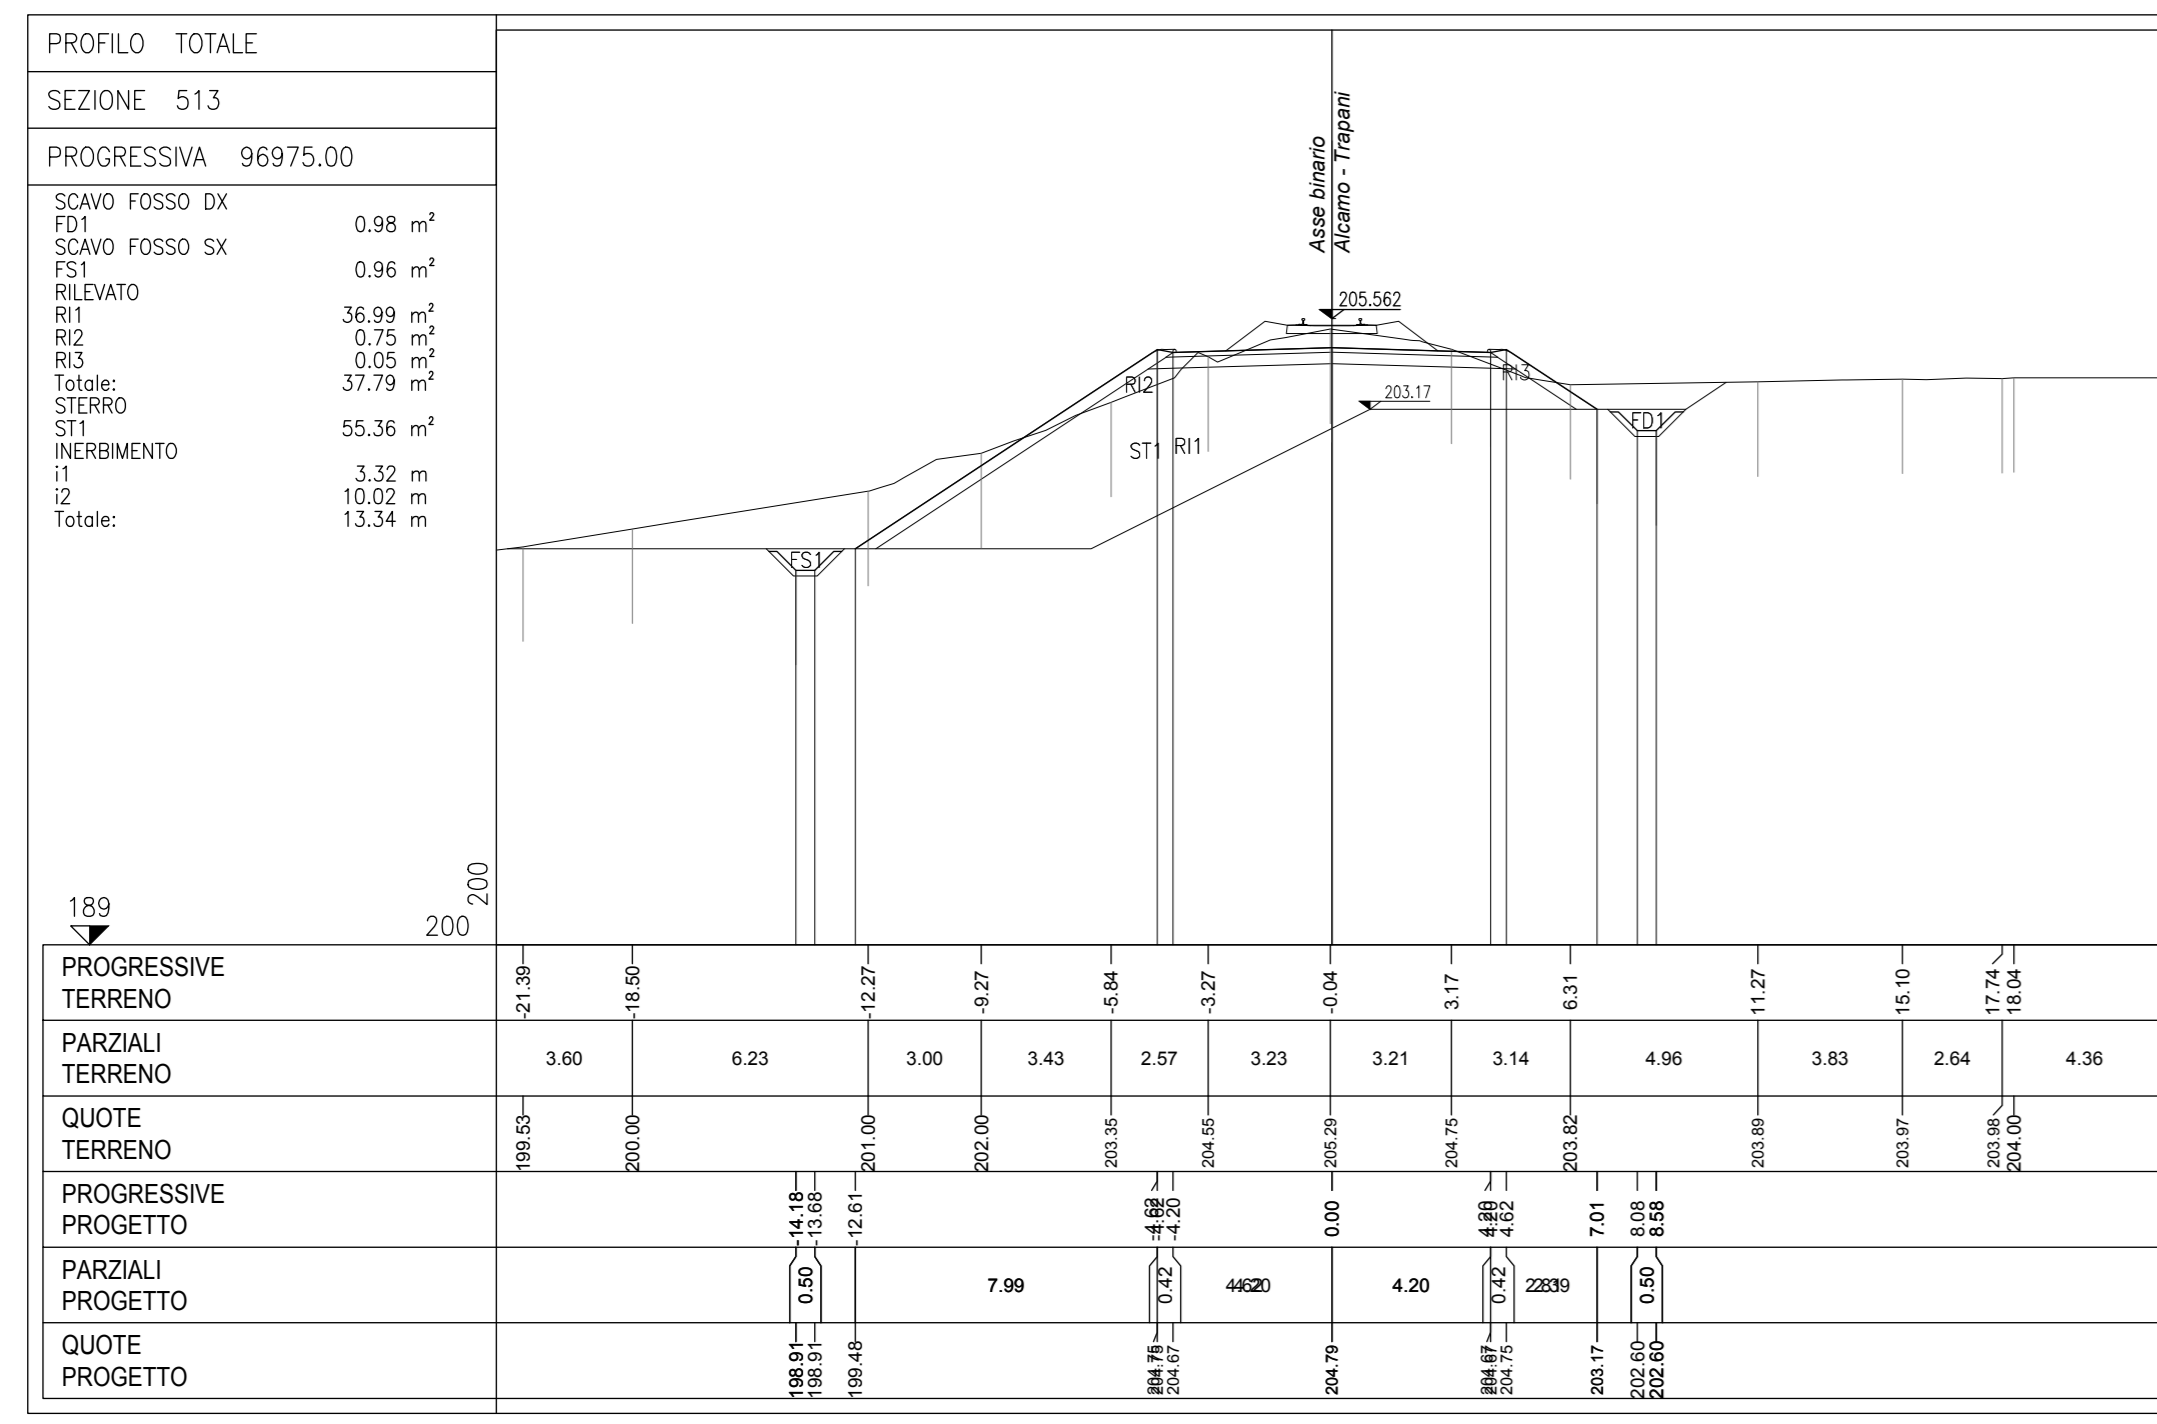 PROFILO TOTALE
SEZIONE 513
PROGRESSIVA 96975.00
SCAVO FOSSO DX
FD1 0.98 m²
SCAVO FOSSO SX
FS1 0.96 m²
RILEVATO
RI1 36.99 m²
RI2 0.75 m²
RI3 0.05 m²
Totale: 37.79 m²
STERRO
ST1 55.36 m²
INERBIMENTO
i1 3.32 m
i2 10.02 m
Totale: 13.34 m
Asse binario
Alcamo - Trapani
205.562
RI2
RI3
203.17
FD1
ST1 RI1
FS1
200
189
200
PROGRESSIVE TERRENO
-21.39 -18.50 -12.27 -9.27 -5.84 -3.27 -0.04 3.17 6.31 11.27 15.10 17.74 18.04
PARZIALI TERRENO
3.60 6.23 3.00 3.43 2.57 3.23 3.21 3.14 4.96 3.83 2.64 4.36
QUOTE TERRENO
199.53 200.00 201.00 202.00 203.35 204.55 205.29 204.75 203.82 203.89 203.97 203.98 204.00
PROGRESSIVE PROGETTO
-14.18 -13.68 -12.61 -4.62 -4.20 0.00 4.20 4.62 7.01 8.08 8.58
PARZIALI PROGETTO
0.50 7.99 0.42 4.20 0.42 0.50
QUOTE PROGETTO
198.91 198.91 199.48 204.75 204.67 204.79 204.67 204.75 203.17 202.60 202.60